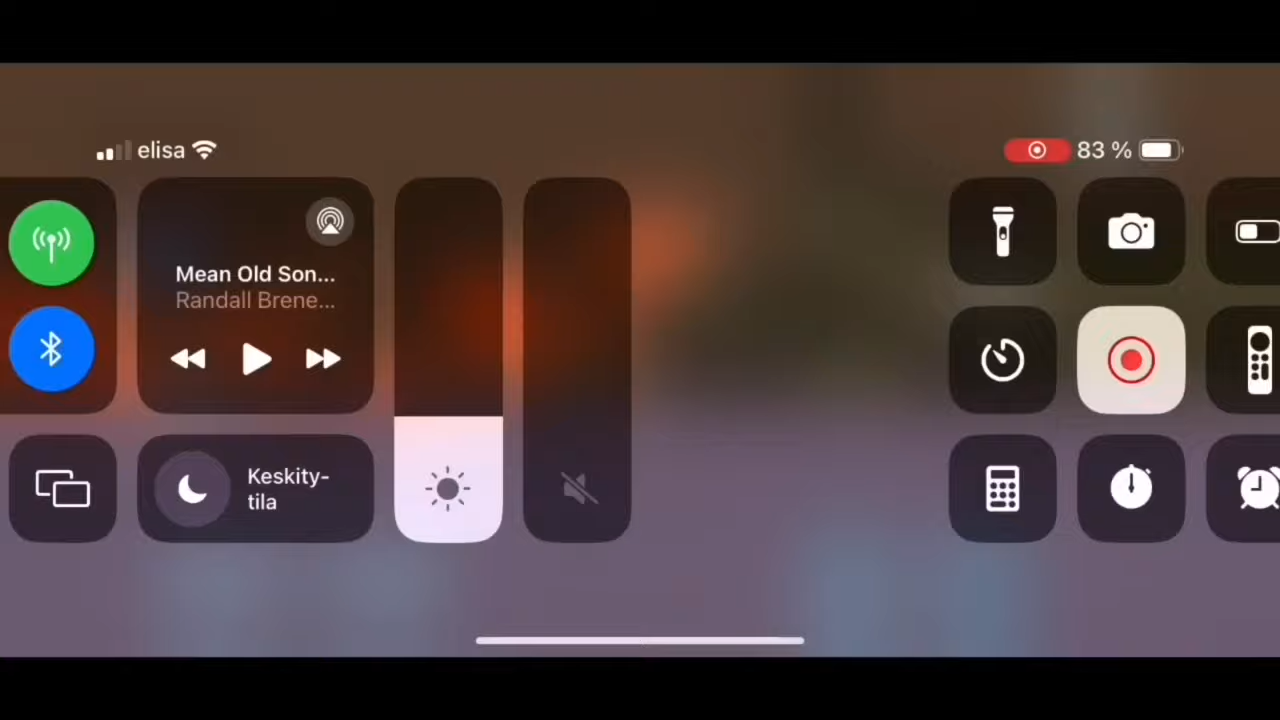 elisa
83 %
Mean Old Son...
Randall Brene...
Keskity-
tila